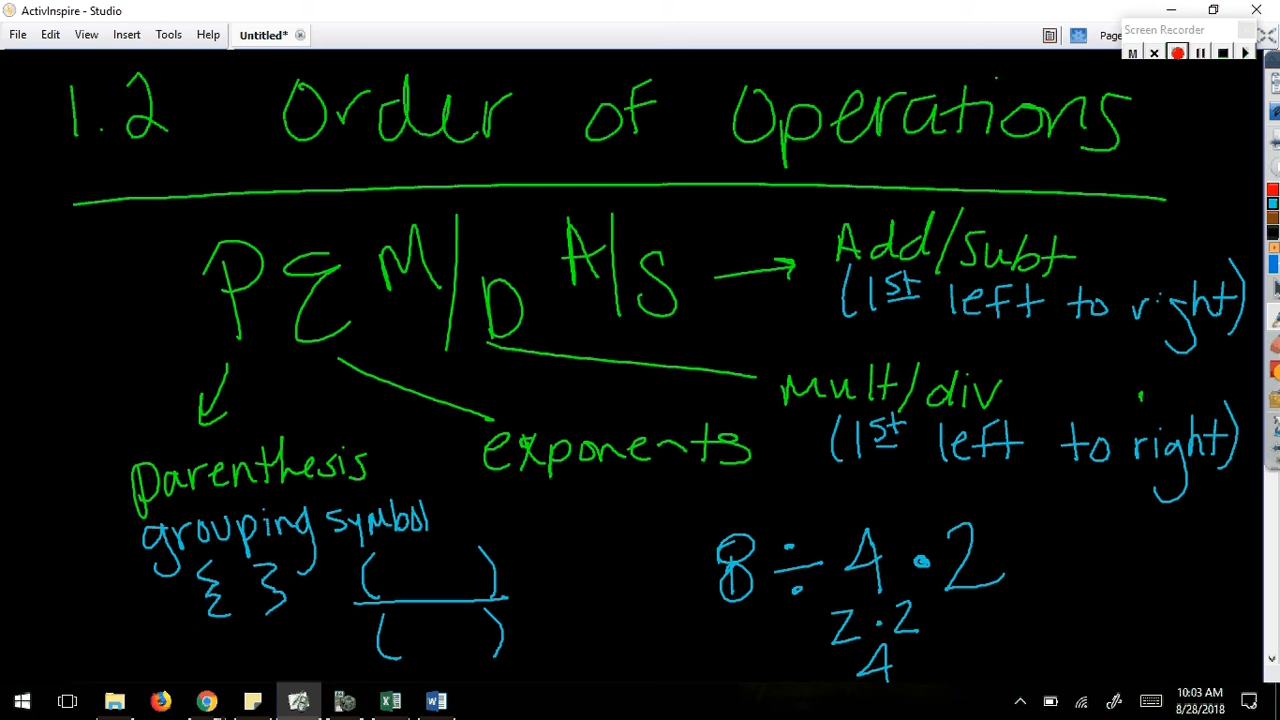 ActivInspire - Studio
File Edit View Insert Tools Help Untitled*
Page
Screen Recorder
M
1.2 Order of Operations
P E M/D A/S → Add/Subt
(1st left to right)
Mult/div
(1st left to right)
exponents
parenthesis
grouping symbol
{ } ( )
( )
8 ÷ 4 · 2
2 · 2
4
10:03 AM
8/28/2018